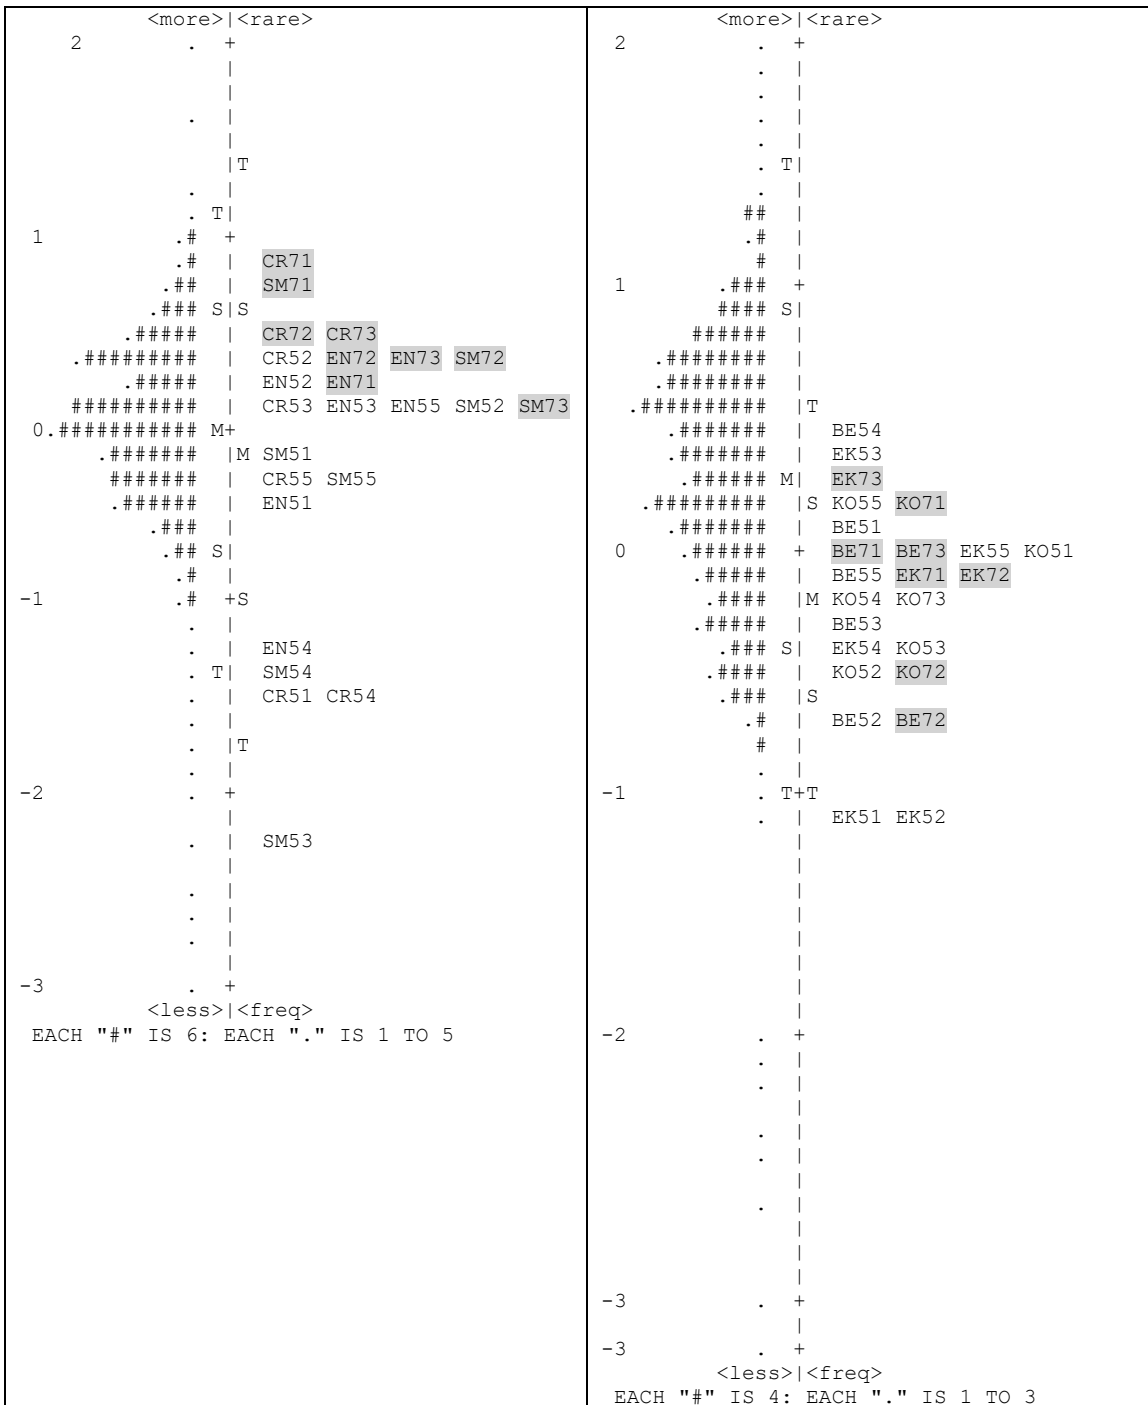 <more>|<rare>
    2         .  +
                 |
                 |
              .  |
                 |
                 |T
              .  |
              . T|
 1           .#  +
             .#  |  CR71
            .##  |  SM71
           .### S|S
         .#####  |  CR72 CR73
     .#########  |  CR52 EN72 EN73 SM72
         .#####  |  EN52 EN71
     ##########  |  CR53 EN53 EN55 SM52 SM73
 0.########### M+
       .#######  |M SM51
        #######  |  CR55 SM55
        .######  |  EN51
           .###  |
            .## S|
             .#  |
-1           .#  +S
              .  |
              .  |  EN54
              . T|  SM54
              .  |  CR51 CR54
              .  |
              .  |T
              .  |
-2            .  +
                 |
              .  |  SM53
                 |
              .  |
              .  |
              .  |
                 |
-3            .  +
          <less>|<freq>
 EACH "#" IS 6: EACH "." IS 1 TO 5
         <more>|<rare>
 2          .  +
            .  |
            .  |
            .  |
            .  |
            . T|
            .  |
           ##  |
           .#  |
            #  |
 1       .###  +
         #### S|
       ######  |
    .########  |
    .########  |
  .##########  |T
     .#######  |  BE54
     .#######  |  EK53
      .###### M|  EK73
   .#########  |S KO55 KO71
     .#######  |  BE51
 0    .######  +  BE71 BE73 EK55 KO51
       .#####  |  BE55 EK71 EK72
        .####  |M KO54 KO73
       .#####  |  BE53
         .### S|  EK54 KO53
        .####  |  KO52 KO72
         .###  |S
           .#  |  BE52 BE72
            #  |
            .  |
-1          . T+T
            .  |  EK51 EK52
               |
               |
               |
               |
               |
               |
               |
               |
-2          .  +
            .  |
            .  |
               |
            .  |
            .  |
               |
            .  |
               |
               |
               |
-3          .  +
               |
-3          .  +
         <less>|<freq>
 EACH "#" IS 4: EACH "." IS 1 TO 3